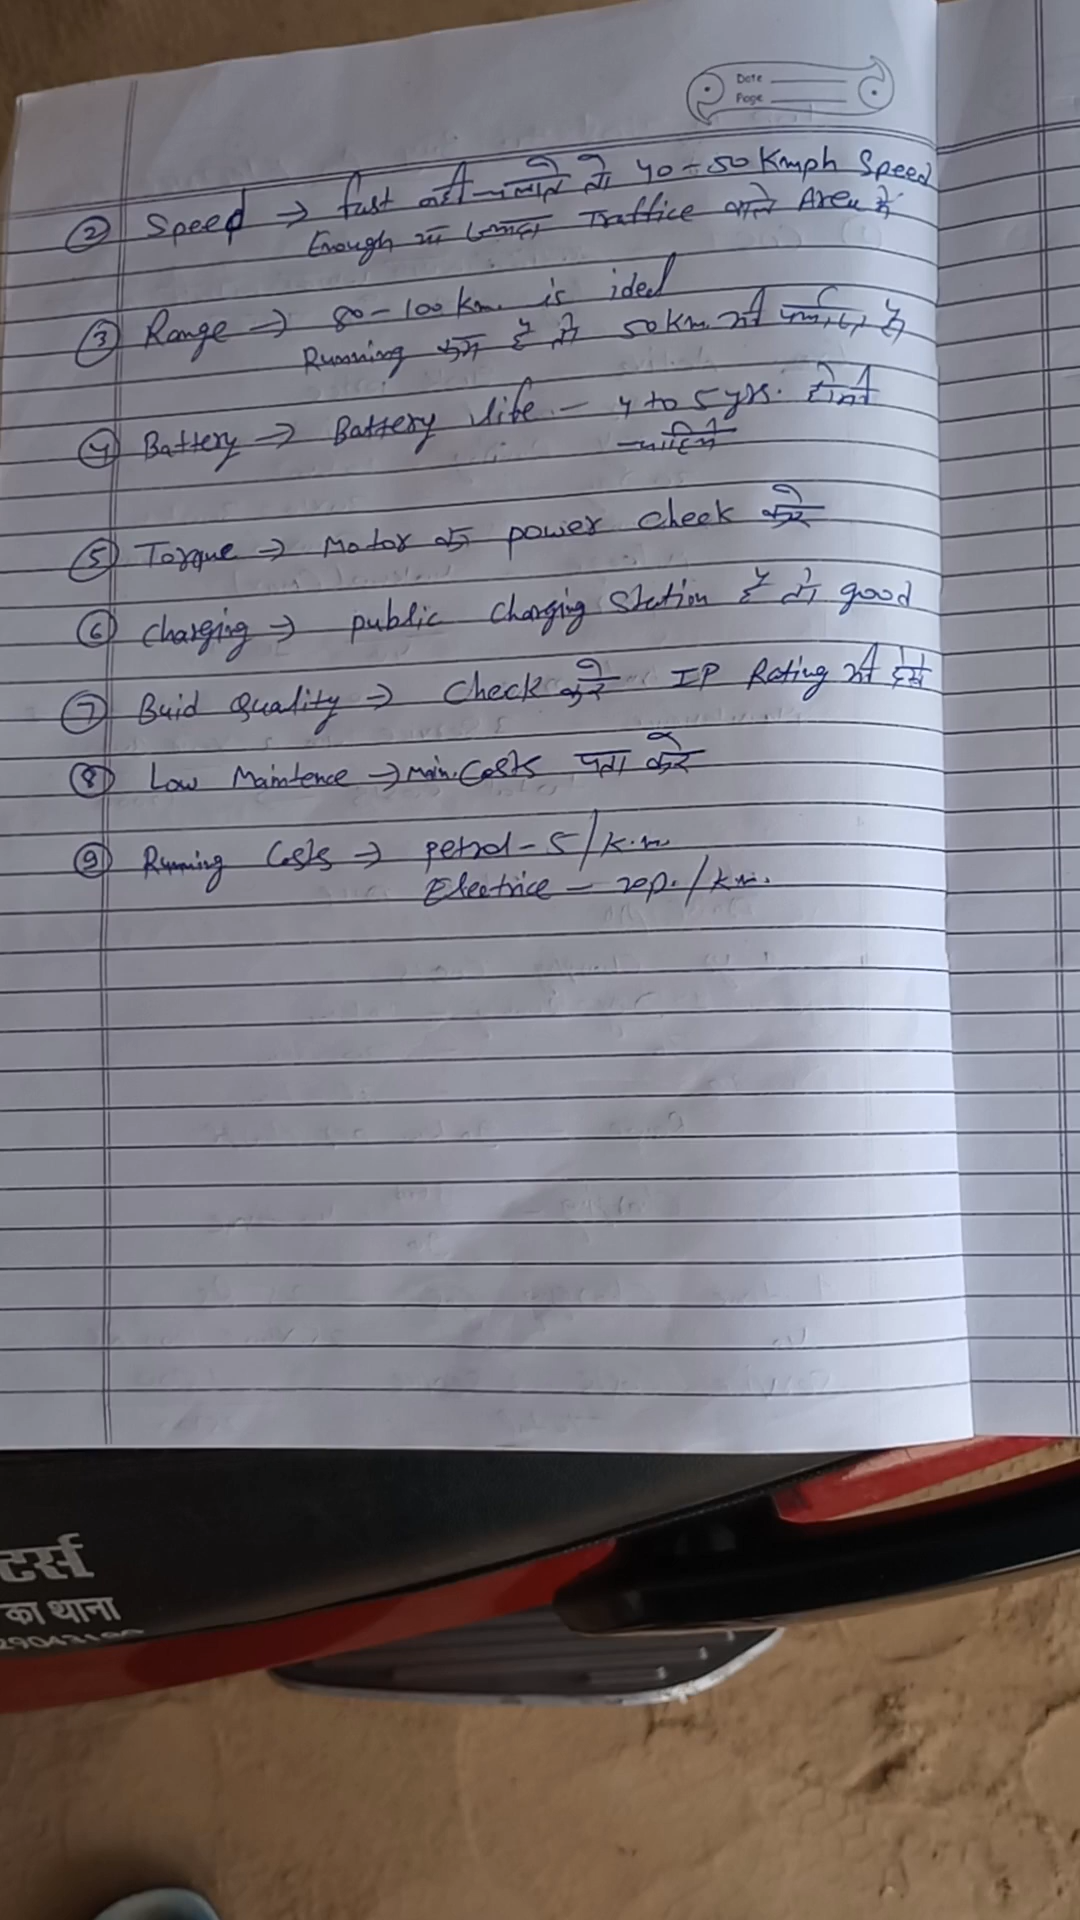 Date
Page
② Speed → fast नही चलाते तो 40-50 Kmph Speed
Enough या ज्यादा Traffice वाले Area में
③ Range → 80-100 km. is ideal
Running कम है तो 50 km. भी पर्याप्त है
④ Battery → Battery life - 4 to 5 yrs. होनी
चाहिये
⑤ Torque → Motor की power check करे
⑥ Charging → public Charging Station है तो good
⑦ Buid Quality → Check करे IP Rating भी देखे
⑧ Low Maintence → Main. Costs पता करे
⑨ Running Costs → petrol - 5/k.m.
Electrice - 20p./km.
टर्स
का थाना